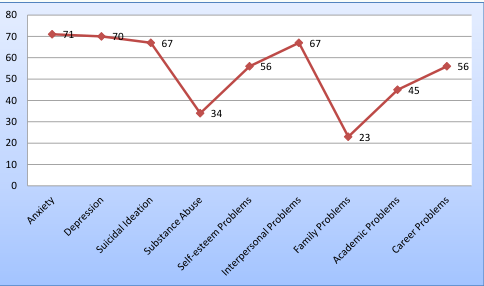 80
70
60
50
40
30
20
10
0
71
70
67
34
56
67
23
45
56
Anxiety
Depression
Suicidal Ideation
Substance Abuse
Self-esteem Problems
Interpersonal Problems
Family Problems
Academic Problems
Career Problems